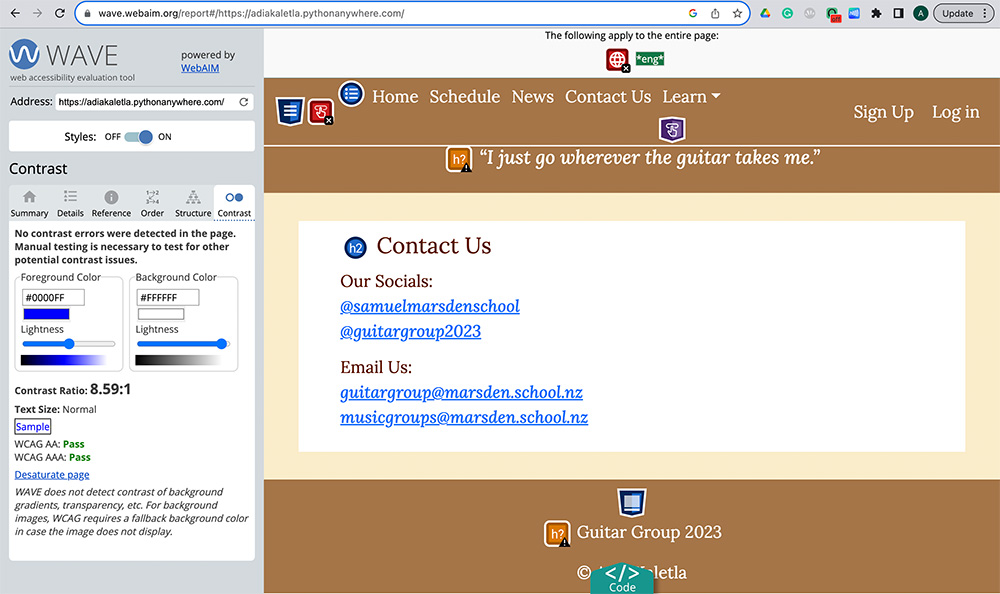 wave.webaim.org/report#/https://adiakaletla.pythonanywhere.com/
Update
WAVE
web accessibility evaluation tool
powered by
WebAIM
Address: https://adiakaletla.pythonanywhere.com/
Styles: OFF ON
Contrast
Summary Details Reference Order Structure Contrast
No contrast errors were detected in the page.
Manual testing is necessary to test for other
potential contrast issues.
Foreground Color
#0000FF
Lightness
Background Color
#FFFFFF
Lightness
Contrast Ratio: 8.59:1
Text Size: Normal
Sample
WCAG AA: Pass
WCAG AAA: Pass
Desaturate page
WAVE does not detect contrast of background
gradients, transparency, etc. For background
images, WCAG requires a fallback background color
in case the image does not display.
The following apply to the entire page:
*eng*
Home Schedule News Contact Us Learn
Sign Up Log in
h? “I just go wherever the guitar takes me.”
h2 Contact Us
Our Socials:
@samuelmarsdenschool
@guitargroup2023
Email Us:
guitargroup@marsden.school.nz
musicgroups@marsden.school.nz
h? Guitar Group 2023
©
</>
Code